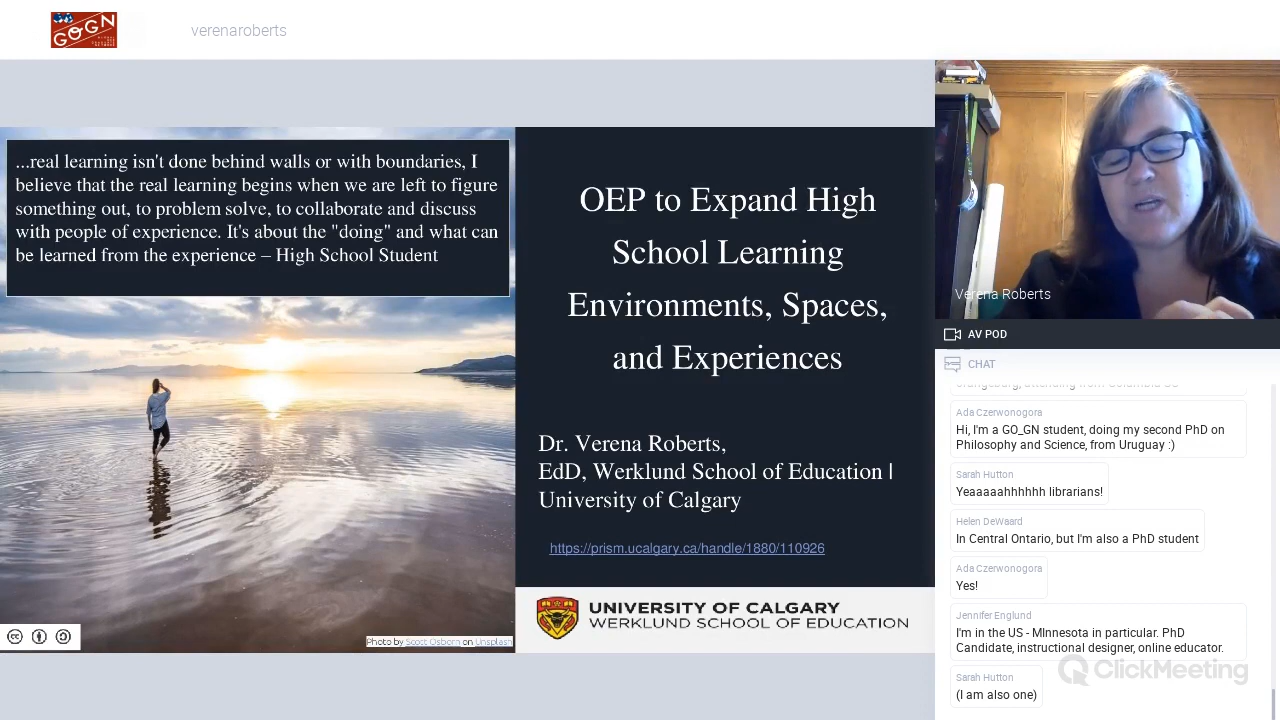 GOGN
verenaroberts
...real learning isn't done behind walls or with boundaries, I
believe that the real learning begins when we are left to figure
something out, to problem solve, to collaborate and discuss
with people of experience. It's about the "doing" and what can
be learned from the experience – High School Student
Photo by Scott Osborn on Unsplash
OEP to Expand High
School Learning
Environments, Spaces,
and Experiences
Dr. Verena Roberts,
EdD, Werklund School of Education |
University of Calgary
https://prism.ucalgary.ca/handle/1880/110926
UNIVERSITY OF CALGARY
WERKLUND SCHOOL OF EDUCATION
Verena Roberts
AV POD
CHAT
Ada Czerwonogora
Hi, I'm a GO_GN student, doing my second PhD on
Philosophy and Science, from Uruguay :)
Sarah Hutton
Yeaaaaahhhhhh librarians!
Helen DeWaard
In Central Ontario, but I'm also a PhD student
Ada Czerwonogora
Yes!
Jennifer Englund
I'm in the US - MInnesota in particular. PhD
Candidate, instructional designer, online educator.
Sarah Hutton
(I am also one)
ClickMeeting